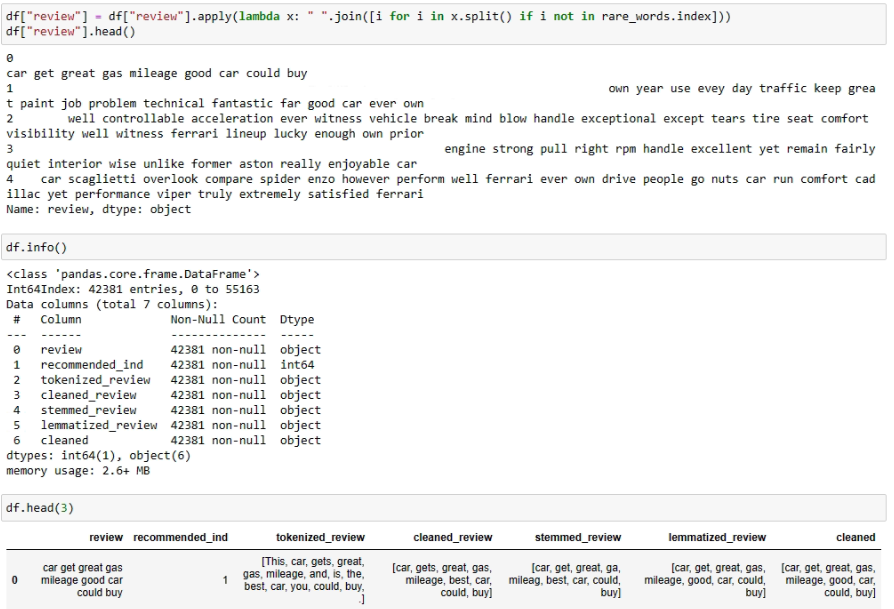 df["review"] = df["review"].apply(lambda x: " ".join([i for i in x.split() if i not in rare_words.index]))
df["review"].head()
0
car get great gas mileage good car could buy
1 own year use evey day traffic keep grea
t paint job problem technical fantastic far good car ever own
2 well controllable acceleration ever witness vehicle break mind blow handle exceptional except tears tire seat comfort
visibility well witness ferrari lineup lucky enough own prior
3 engine strong pull right rpm handle excellent yet remain fairly
quiet interior wise unlike former aston really enjoyable car
4 car scaglietti overlook compare spider enzo however perform well ferrari ever own drive people go nuts car run comfort cad
illac yet performance viper truly extremely satisfied ferrari
Name: review, dtype: object
df.info()
<class 'pandas.core.frame.DataFrame'>
Int64Index: 42381 entries, 0 to 55163
Data columns (total 7 columns):
# Column Non-Null Count Dtype
--- ------ -------------- -----
0 review 42381 non-null object
1 recommended_ind 42381 non-null int64
2 tokenized_review 42381 non-null object
3 cleaned_review 42381 non-null object
4 stemmed_review 42381 non-null object
5 lemmatized_review 42381 non-null object
6 cleaned 42381 non-null object
dtypes: int64(1), object(6)
memory usage: 2.6+ MB
df.head(3)
review recommended_ind tokenized_review cleaned_review stemmed_review lemmatized_review cleaned
0
car get great gas
mileage good car
could buy
1
[This, car, gets, great,
gas, mileage, and, is, the,
best, car, you, could, buy,
.]
[car, gets, great, gas,
mileage, best, car,
could, buy]
[car, get, great, ga,
mileag, best, car, could,
buy]
[car, get, great, gas,
mileage, good, car, could,
buy]
[car, get, great, gas,
mileage, good, car,
could, buy]